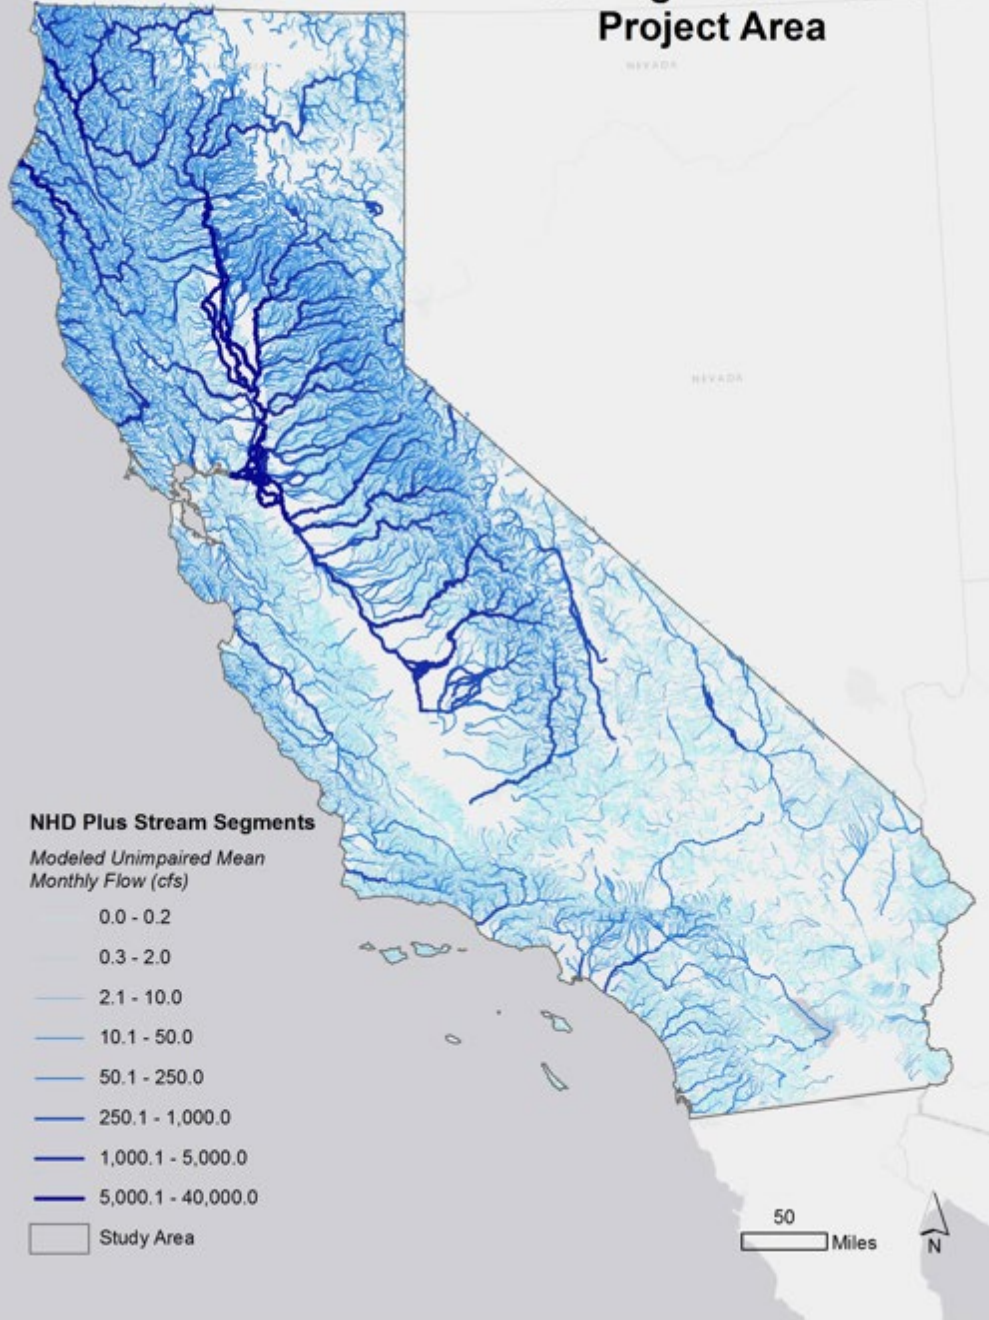 Project Area
NEVADA
NEVADA
NHD Plus Stream Segments
Modeled Unimpaired Mean
Monthly Flow (cfs)
0.0 - 0.2
0.3 - 2.0
2.1 - 10.0
10.1 - 50.0
50.1 - 250.0
250.1 - 1,000.0
1,000.1 - 5,000.0
5,000.1 - 40,000.0
Study Area
50
Miles
N